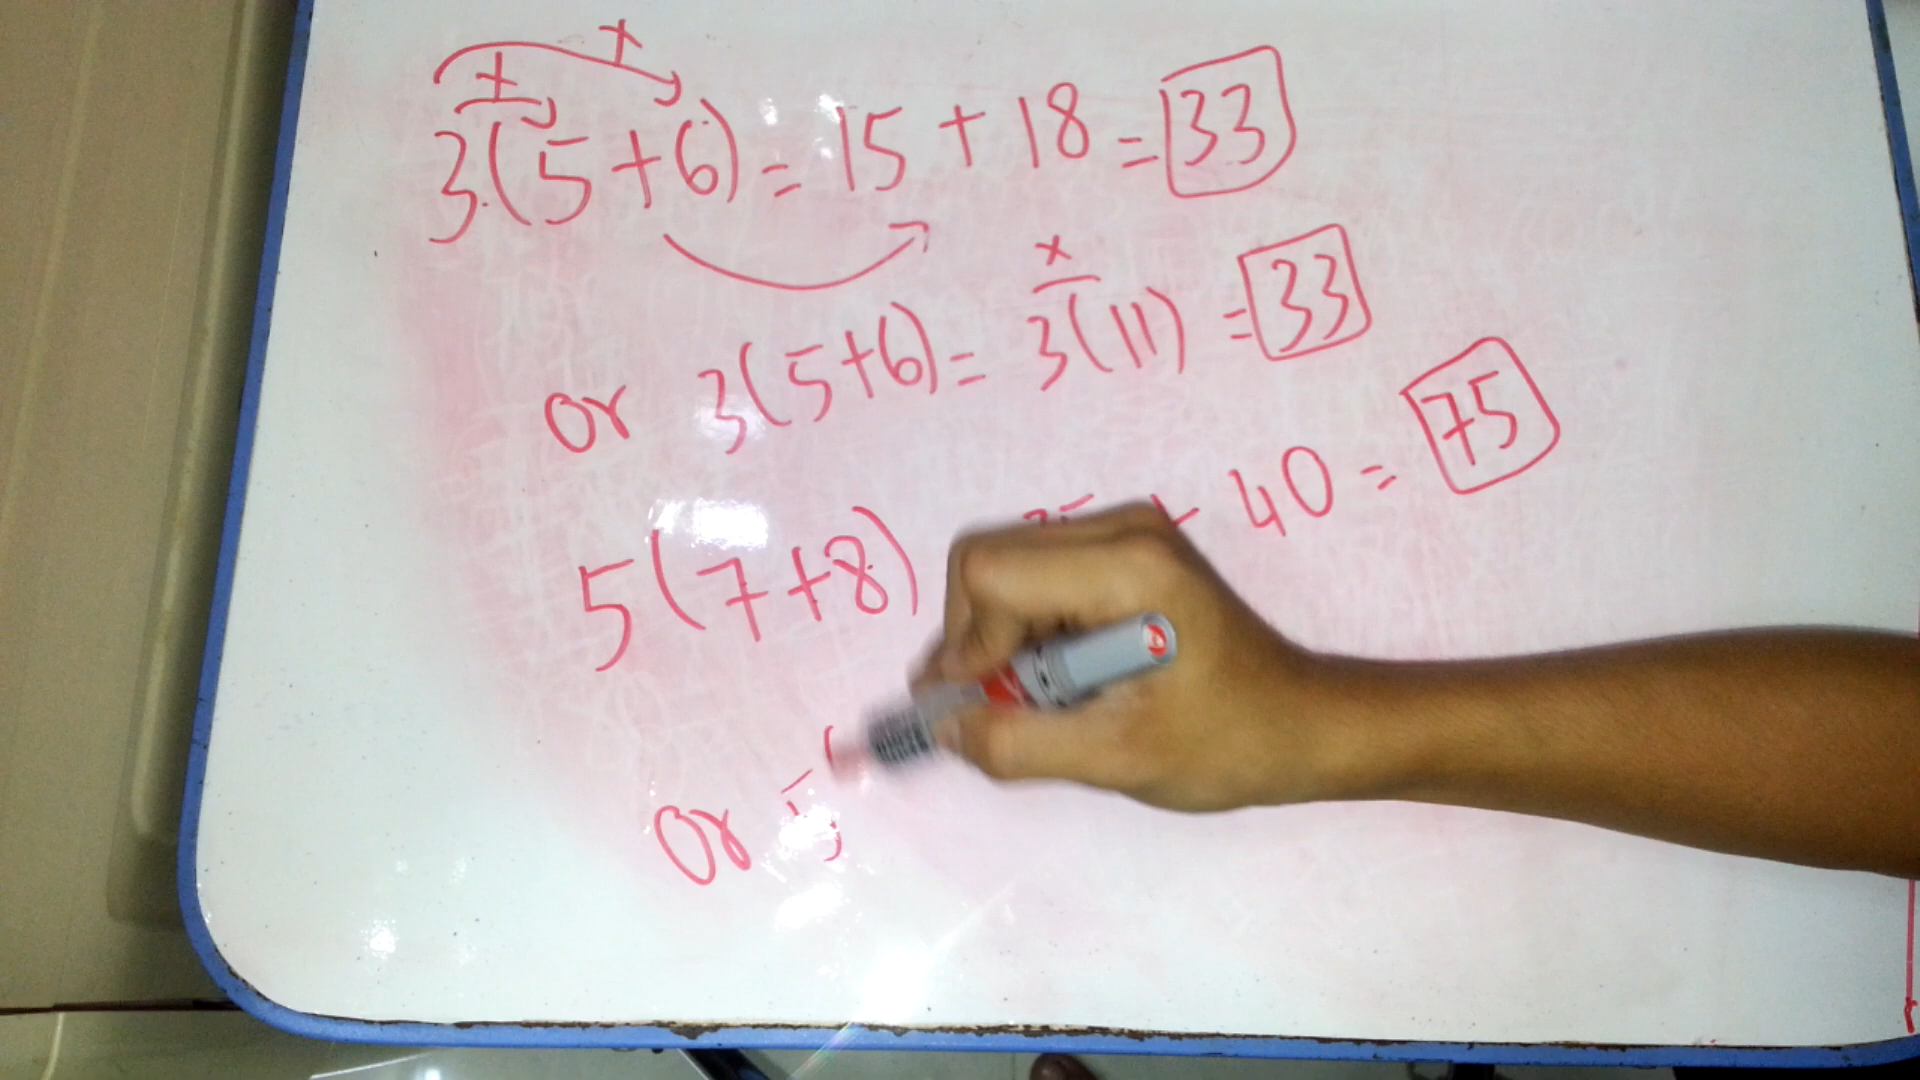 x
x
3(5+6) = 15 + 18 = 33
x
or 3(5+6) = 3(11) = 33
5(7+8) + 40 = 75
or 5(